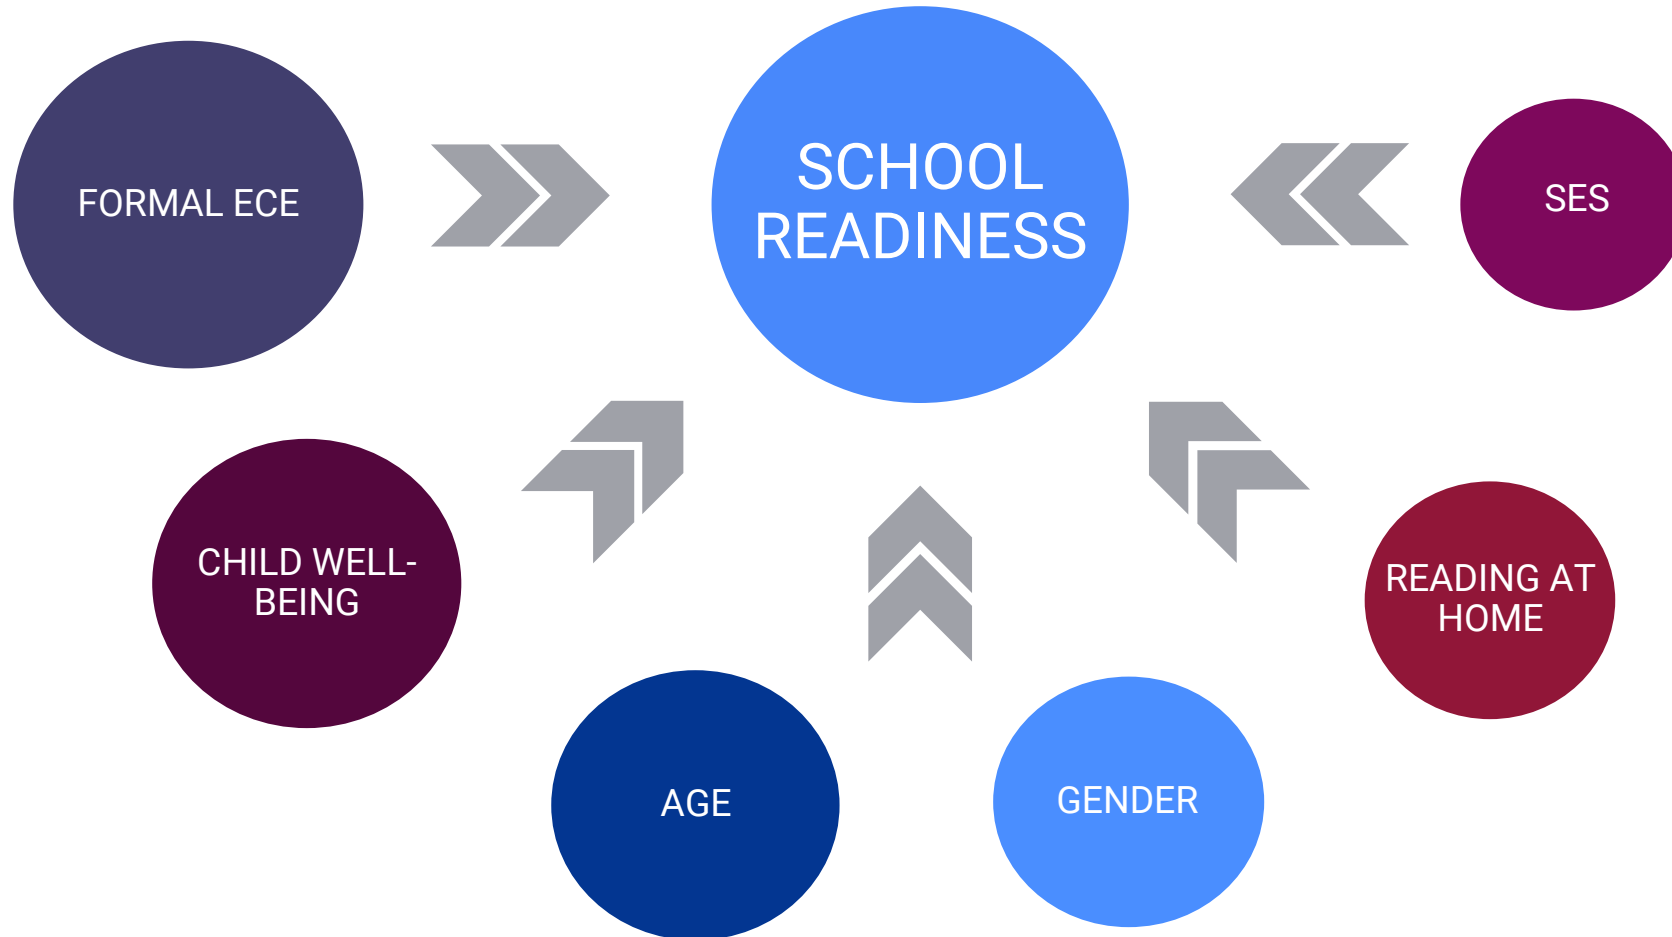 SCHOOL
READINESS
FORMAL ECE
SES
CHILD WELL-
BEING
READING AT
HOME
AGE
GENDER